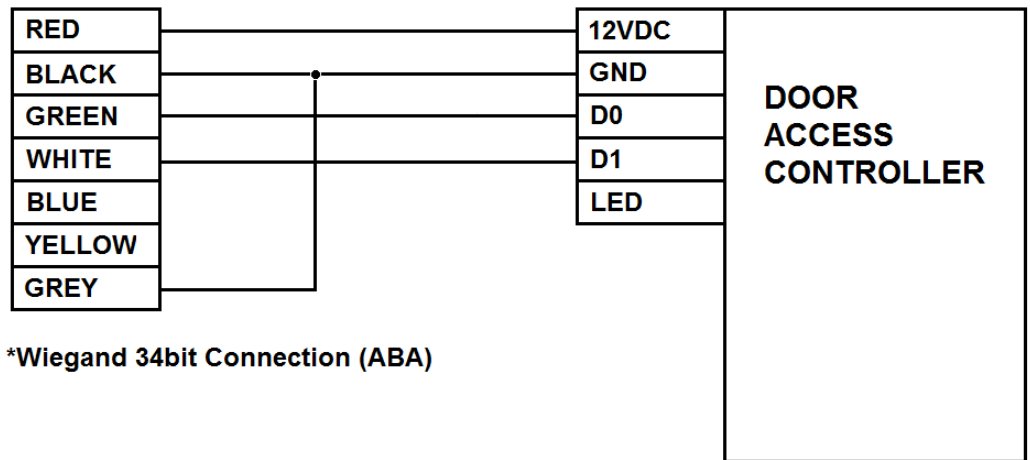 RED
BLACK
GREEN
WHITE
BLUE
YELLOW
GREY
12VDC
GND
D0
D1
LED
DOOR
ACCESS
CONTROLLER
*Wiegand 34bit Connection (ABA)